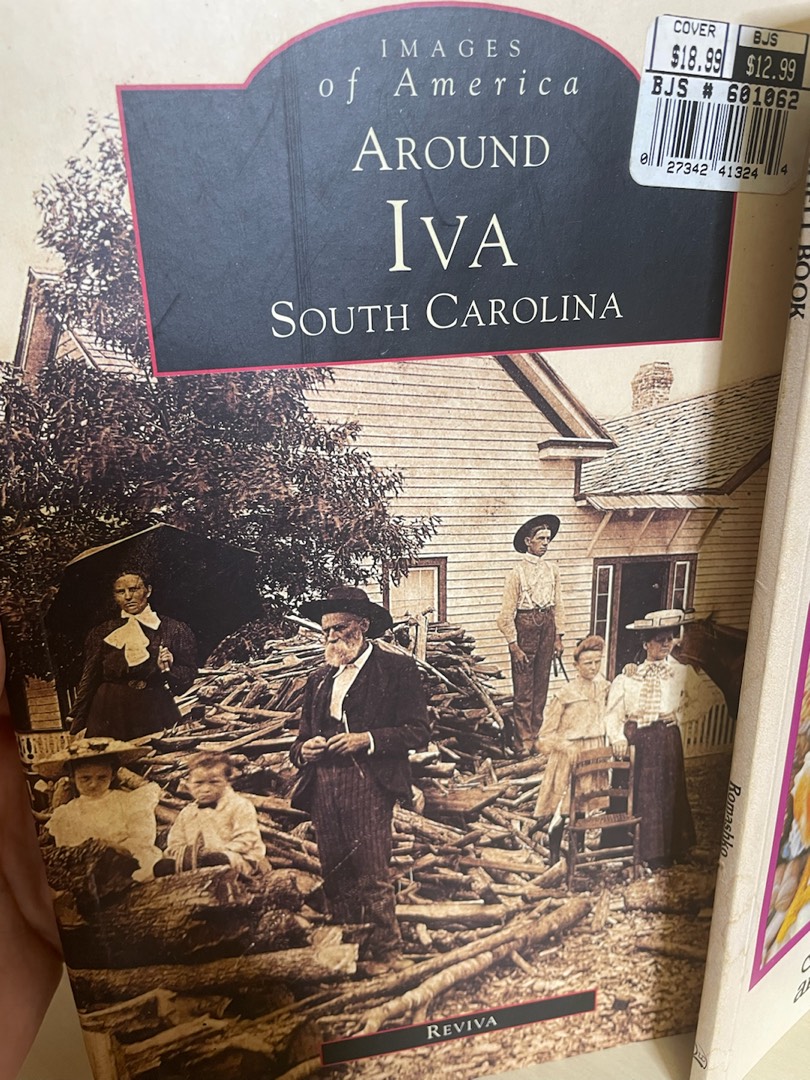 IMAGES
of America
AROUND
IVA
SOUTH CAROLINA
REVIVA
COVER
$18.99
BJS
$12.99
BJS # 601062
0 27342 41324 4
BOOK
Romashko